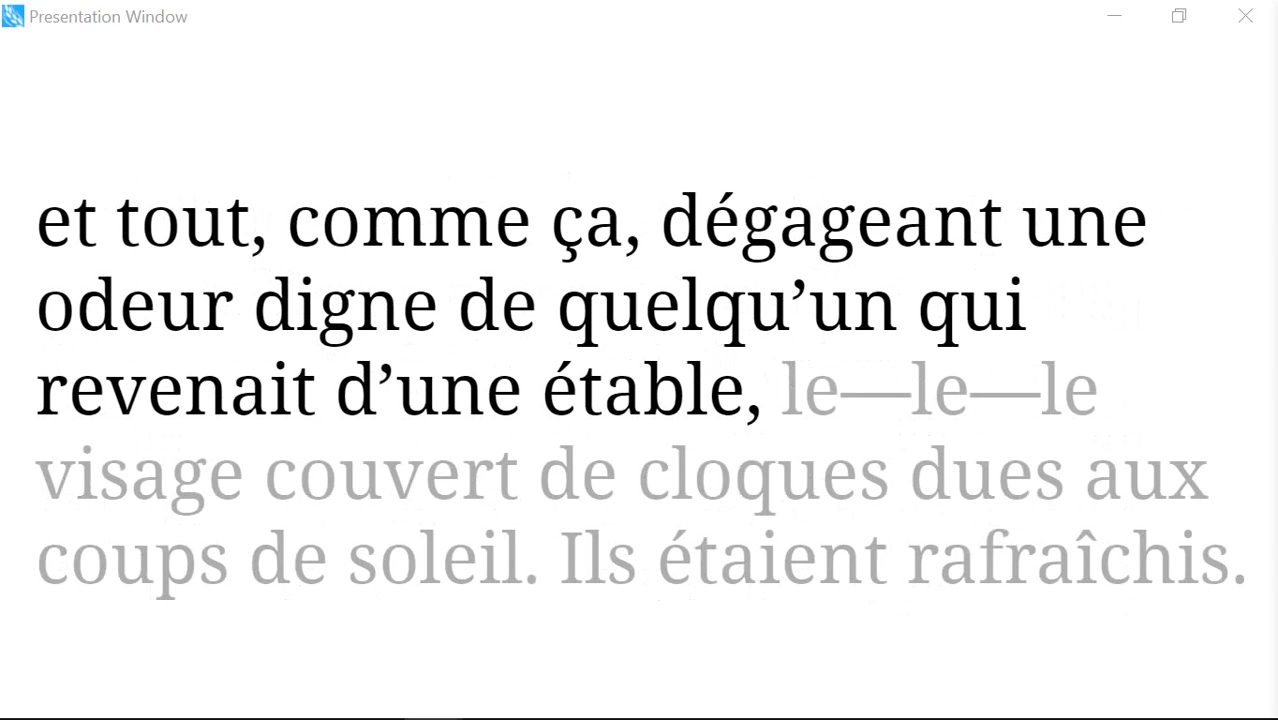 Presentation Window
et tout, comme ça, dégageant une
odeur digne de quelqu’un qui
revenait d’une étable, le—le—le
visage couvert de cloques dues aux
coups de soleil. Ils étaient rafraîchis.